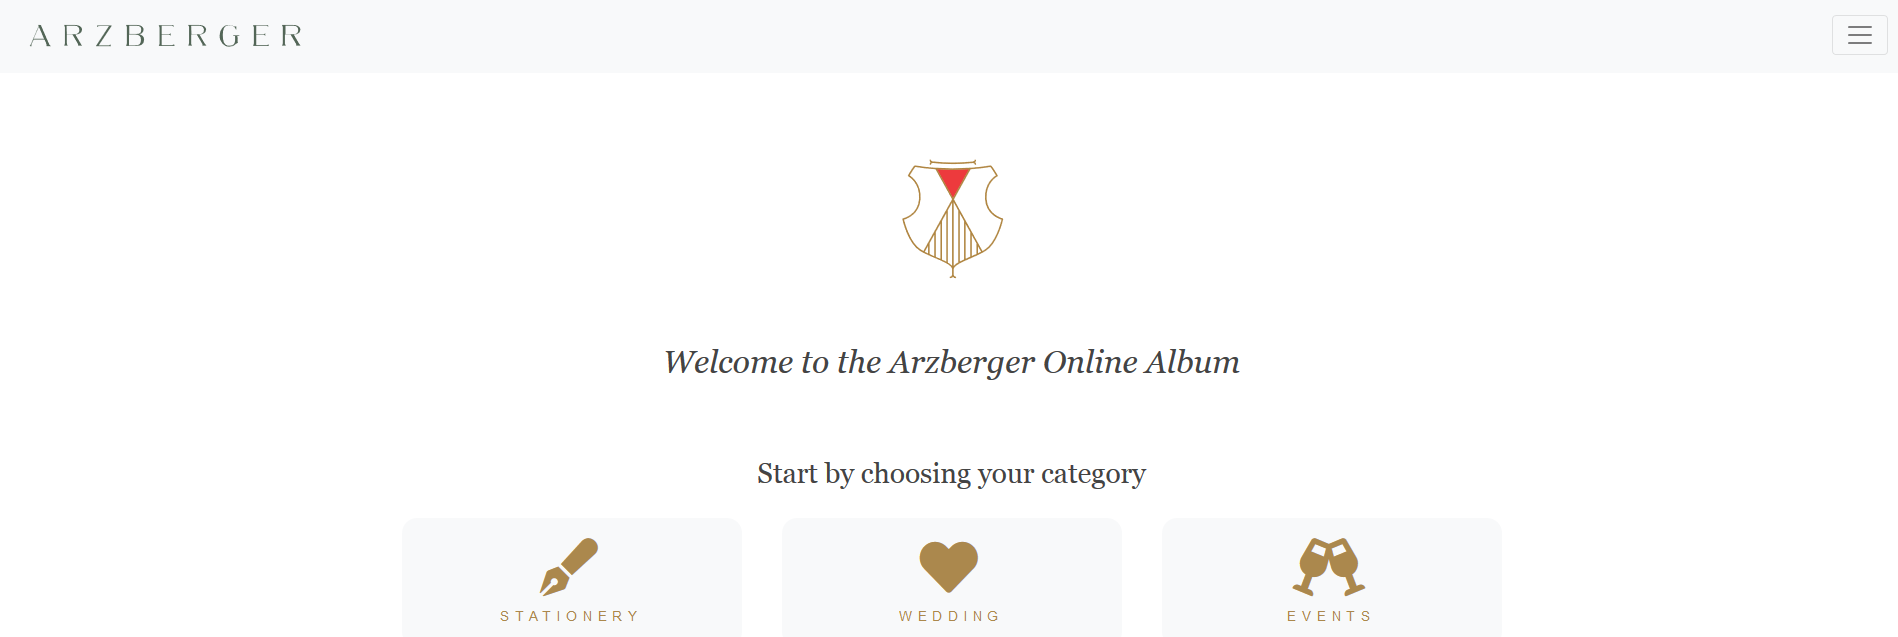 ARZBERGER
Welcome to the Arzberger Online Album
Start by choosing your category
STATIONERY
WEDDING
EVENTS